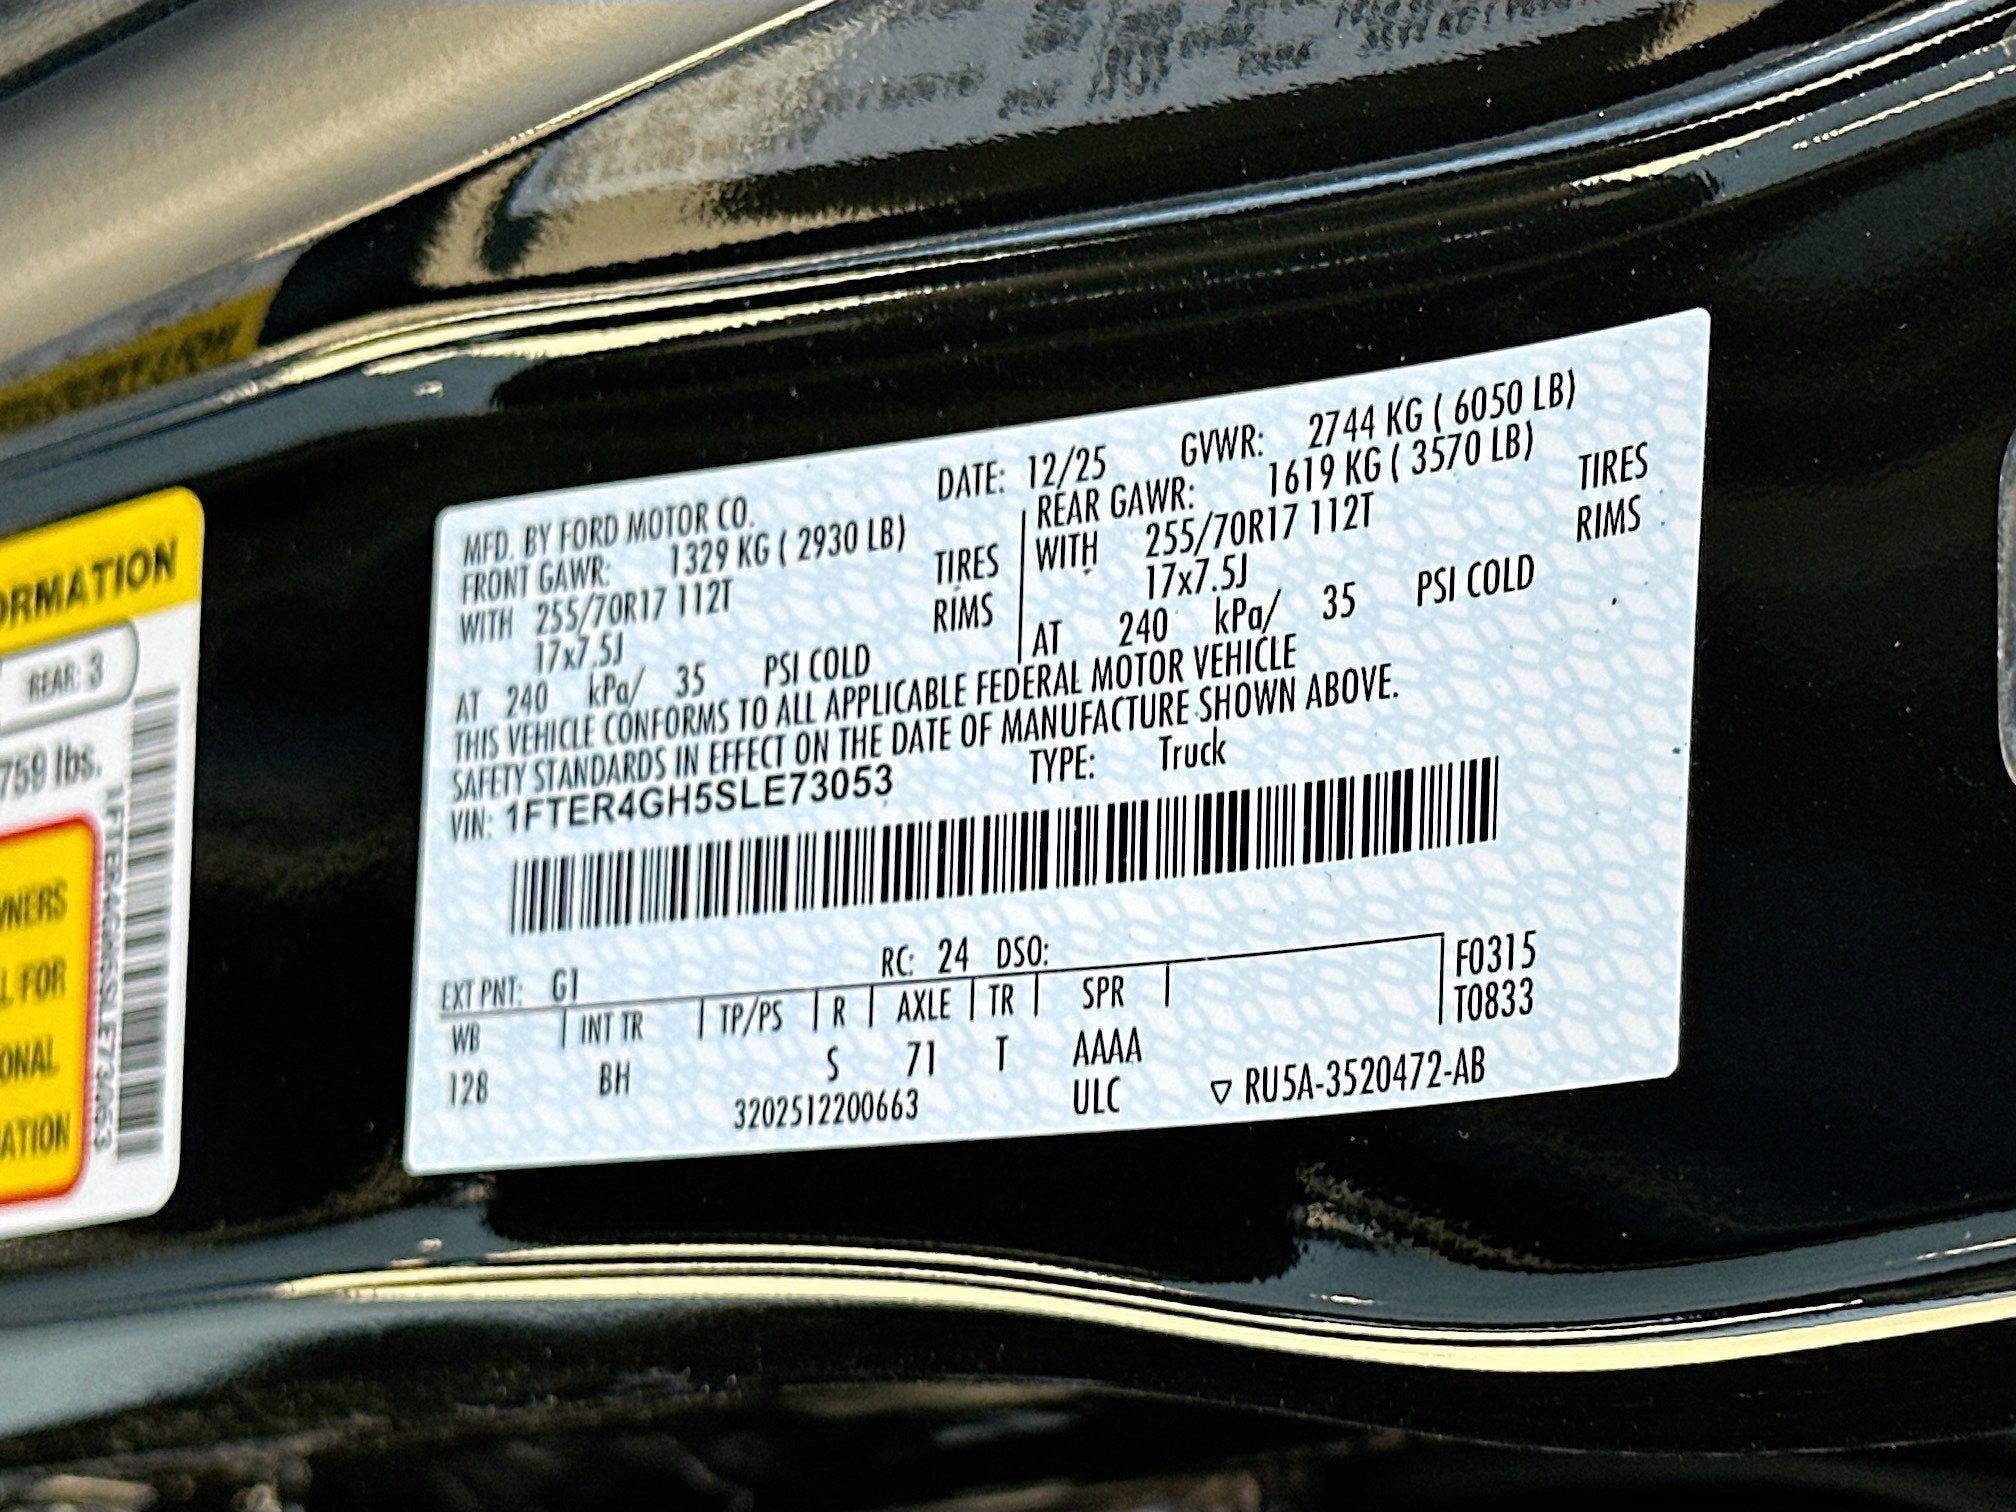 ORMATION
REAR: 3
759 lbs.
NERS
L FOR
ONAL
ATION
MFD. BY FORD MOTOR CO. DATE: 12/25 GVWR: 2744 KG ( 6050 LB)
FRONT GAWR: 1329 KG ( 2930 LB) REAR GAWR: 1619 KG ( 3570 LB)
WITH 255/70R17 112T TIRES WITH 255/70R17 112T TIRES
17x7.5J RIMS 17x7.5J RIMS
AT 240 kPa/ 35 PSI COLD AT 240 kPa/ 35 PSI COLD
THIS VEHICLE CONFORMS TO ALL APPLICABLE FEDERAL MOTOR VEHICLE
SAFETY STANDARDS IN EFFECT ON THE DATE OF MANUFACTURE SHOWN ABOVE.
VIN: 1FTER4GH5SLE73053 TYPE: Truck
EXT PNT: G1 RC: 24 DSO: F0315
WB | INT TR | TP/PS | R | AXLE | TR | SPR | T0833
128 BH S 71 T AAAA
3202512200663 ULC ▽ RU5A-3520472-AB